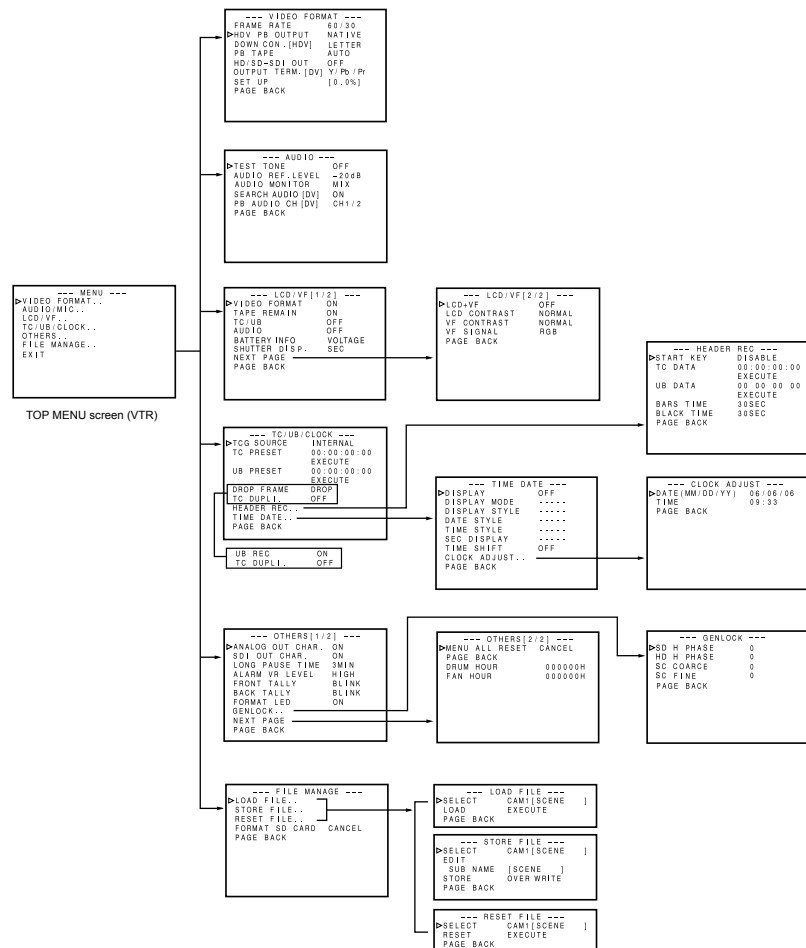 --- VIDEO FORMAT ---
FRAME RATE 60/30
▷HDV PB OUTPUT NATIVE
DOWN CON.[HDV] LETTER
PB TAPE AUTO
HD/SD-SDI OUT OFF
OUTPUT TERM.[DV] Y/Pb/Pr
SET UP [0.0%]
PAGE BACK
--- AUDIO ---
▷TEST TONE OFF
AUDIO REF.LEVEL -20dB
AUDIO MONITOR MIX
SEARCH AUDIO[DV] ON
PB AUDIO CH[DV] CH1/2
PAGE BACK
--- MENU ---
▷VIDEO FORMAT..
AUDIO/MIC..
LCD/VF..
TC/UB/CLOCK..
OTHERS..
FILE MANAGE..
EXIT
TOP MENU screen (VTR)
--- LCD/VF[1/2] ---
▷VIDEO FORMAT ON
TAPE REMAIN ON
TC/UB OFF
AUDIO OFF
BATTERY INFO VOLTAGE
SHUTTER DISP. SEC
NEXT PAGE
PAGE BACK
--- LCD/VF[2/2] ---
▷LCD+VF OFF
LCD CONTRAST NORMAL
VF CONTRAST NORMAL
VF SIGNAL RGB
PAGE BACK
--- HEADER REC ---
▷START KEY DISABLE
TC DATA 00:00:00:00
EXECUTE
UB DATA 00 00 00 00
EXECUTE
BARS TIME 30SEC
BLACK TIME 30SEC
PAGE BACK
--- TC/UB/CLOCK ---
▷TCG SOURCE INTERNAL
TC PRESET 00:00:00:00
EXECUTE
UB PRESET 00:00:00:00
EXECUTE
DROP FRAME DROP
TC DUPLI. OFF
HEADER REC..
TIME DATE..
PAGE BACK
UB REC ON
TC DUPLI. OFF
--- TIME DATE ---
▷DISPLAY OFF
DISPLAY MODE -----
DISPLAY STYLE -----
DATE STYLE -----
TIME STYLE -----
SEC DISPLAY -----
TIME SHIFT OFF
CLOCK ADJUST..
PAGE BACK
--- CLOCK ADJUST ---
▷DATE(MM/DD/YY) 06/06/06
TIME 09:33
PAGE BACK
--- OTHERS[1/2] ---
▷ANALOG OUT CHAR. ON
SDI OUT CHAR. ON
LONG PAUSE TIME 3MIN
ALARM VR LEVEL HIGH
FRONT TALLY BLINK
BACK TALLY BLINK
FORMAT LED ON
GENLOCK..
NEXT PAGE
PAGE BACK
--- OTHERS[2/2] ---
▷MENU ALL RESET CANCEL
PAGE BACK
DRUM HOUR 000000H
FAN HOUR 000000H
--- GENLOCK ---
▷SD H PHASE 0
HD H PHASE 0
SC COARCE 0
SC FINE 0
PAGE BACK
--- FILE MANAGE ---
▷LOAD FILE..
STORE FILE..
RESET FILE..
FORMAT SD CARD CANCEL
PAGE BACK
--- LOAD FILE ---
▷SELECT CAM1[SCENE ]
LOAD EXECUTE
PAGE BACK
--- STORE FILE ---
▷SELECT CAM1[SCENE ]
EDIT
SUB NAME [SCENE ]
STORE OVER WRITE
PAGE BACK
--- RESET FILE ---
▷SELECT CAM1[SCENE ]
RESET EXECUTE
PAGE BACK